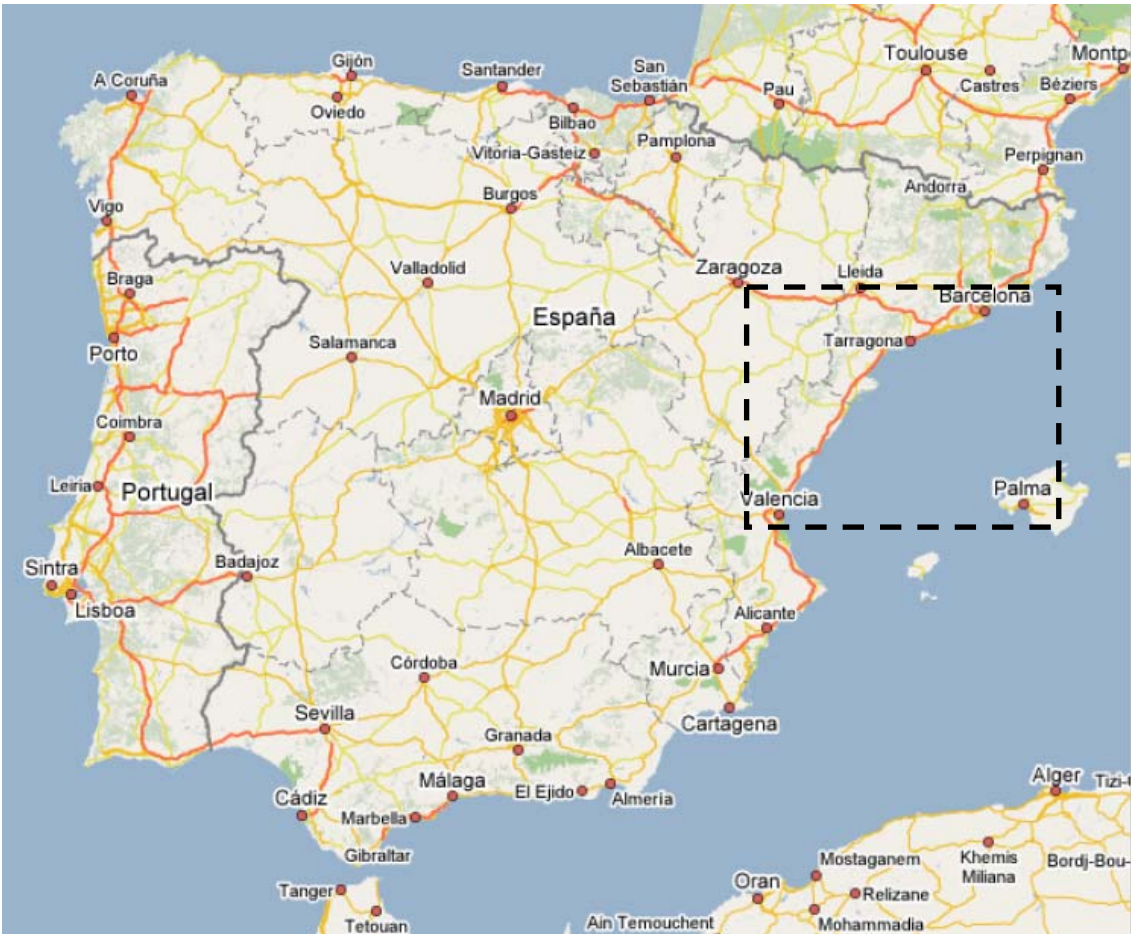 Toulouse
Montp
Gijón
A Coruña
Santander
San
Sebastián
Pau
Castres
Béziers
Oviedo
Bilbao
Vitoria-Gasteiz
Pamplona
Perpignan
Andorra
Burgos
Vigo
Valladolid
Zaragoza
Lleida
Braga
Barcelona
España
Porto
Salamanca
Tarragona
Madrid
Coimbra
Leiria
Portugal
Palma
Valencia
Albacete
Badajoz
Sintra
Lisboa
Alicante
Córdoba
Murcia
Sevilla
Cartagena
Granada
Málaga
El Ejido
Almería
Alger
Tizi-
Cádiz
Marbella
Gibraltar
Mostaganem
Khemis
Miliana
Bordj-Bou-
Tanger
Oran
Relizane
Tetouan
Ain Temouchent
Mohammadia